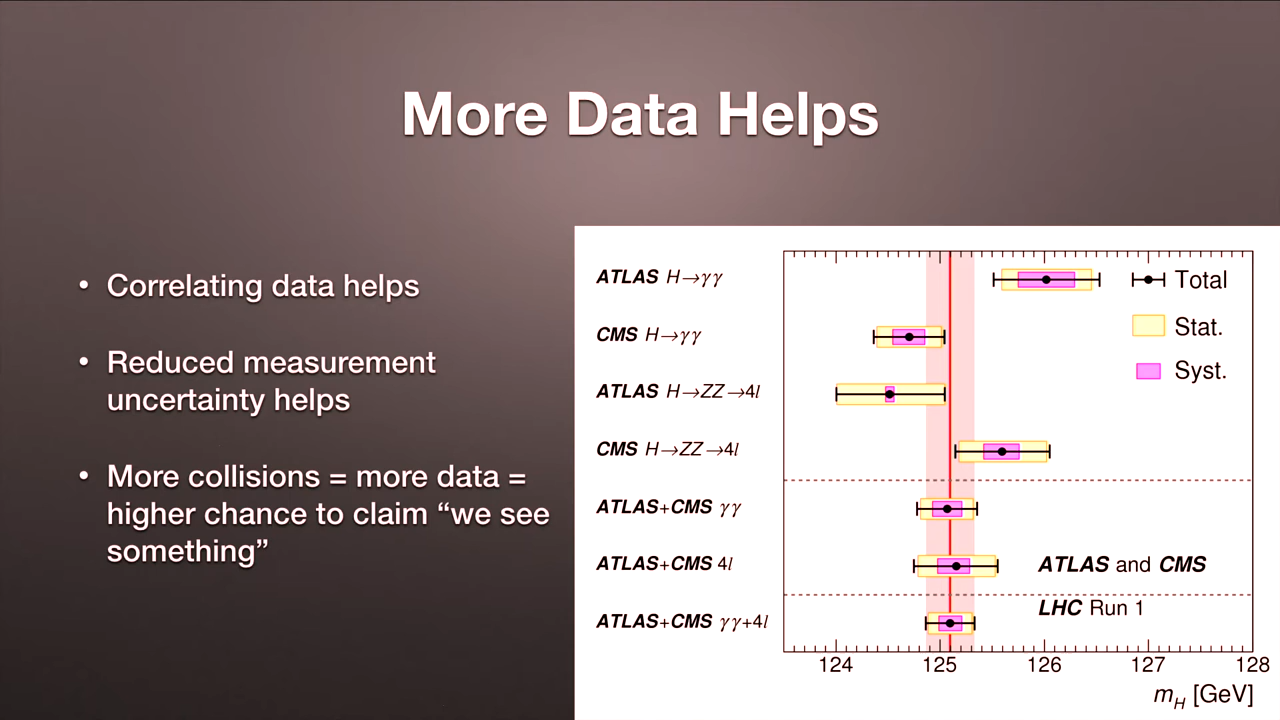 More Data Helps
• Correlating data helps
• Reduced measurement
uncertainty helps
• More collisions = more data =
higher chance to claim “we see
something”
ATLAS H→γγ
CMS H→γγ
ATLAS H→ZZ→4l
CMS H→ZZ→4l
ATLAS+CMS γγ
ATLAS+CMS 4l
ATLAS+CMS γγ+4l
Total
Stat.
Syst.
ATLAS and CMS
LHC Run 1
124 125 126 127 128
m_H [GeV]